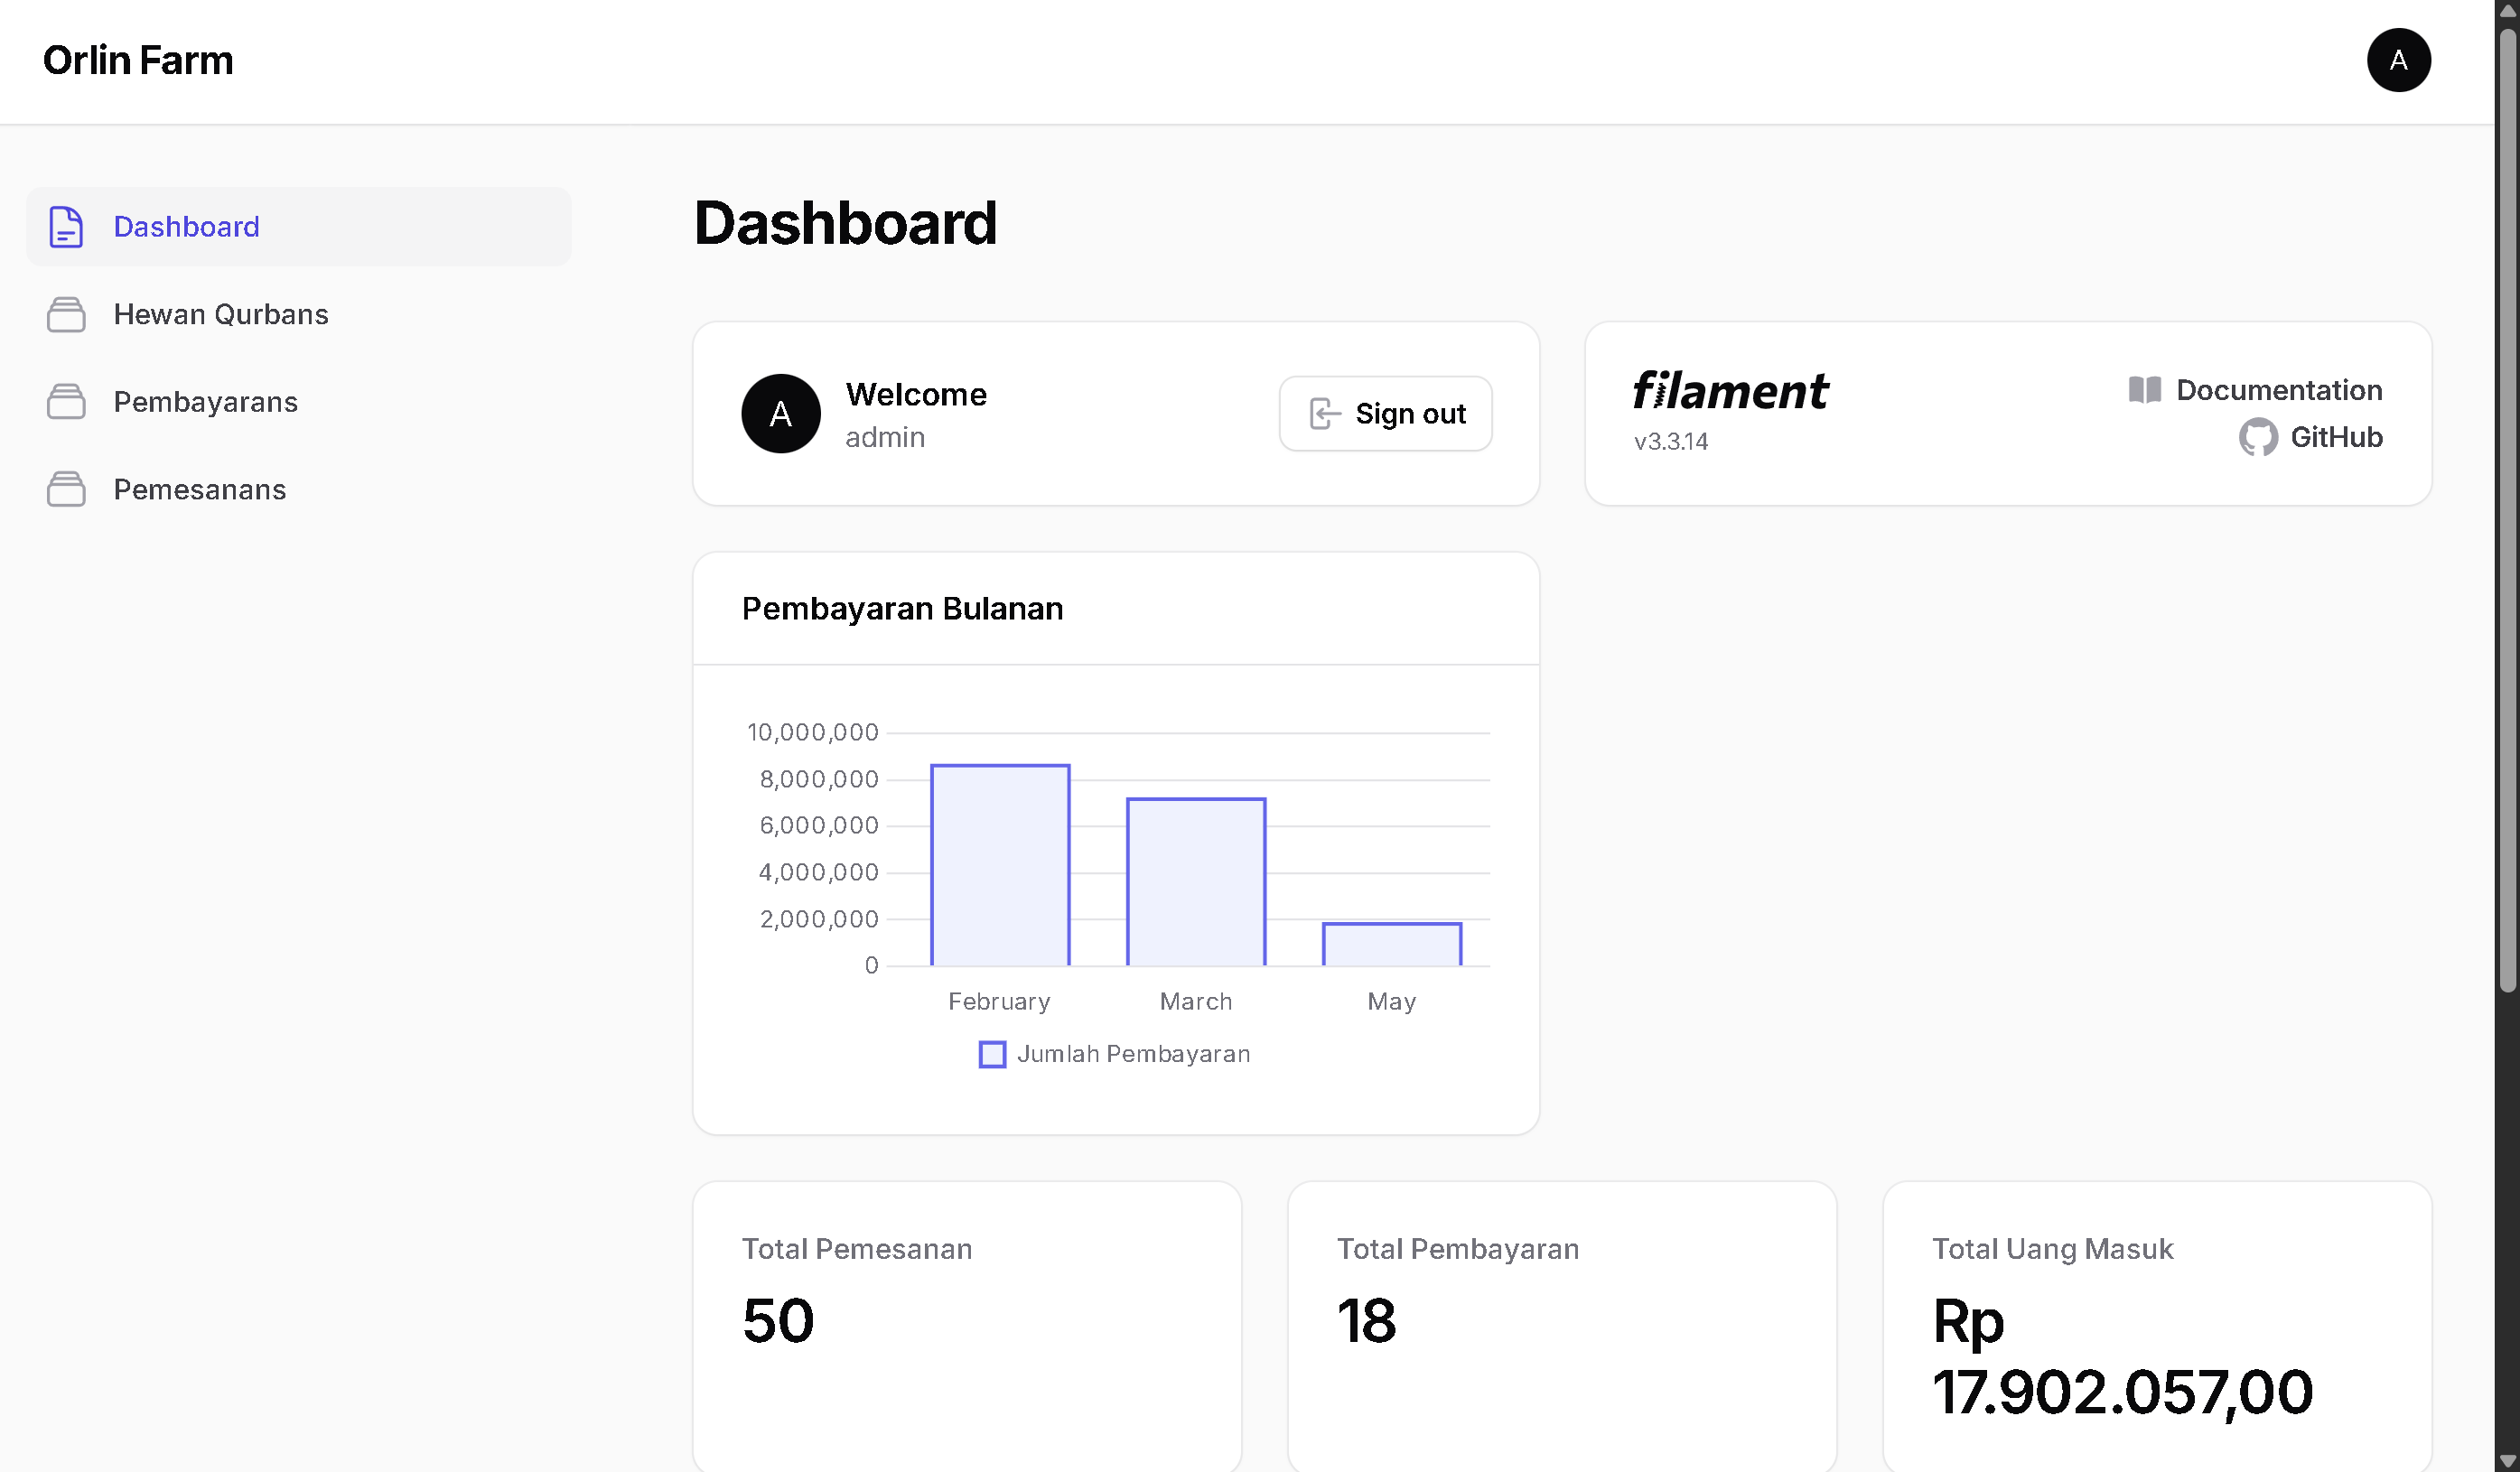 Orlin Farm
A
Dashboard
Hewan Qurbans
Pembayarans
Pemesanans
Dashboard
A
Welcome
admin
Sign out
filament
v3.3.14
Documentation
GitHub
Pembayaran Bulanan
10,000,000
8,000,000
6,000,000
4,000,000
2,000,000
0
February
March
May
Jumlah Pembayaran
Total Pemesanan
50
Total Pembayaran
18
Total Uang Masuk
Rp
17.902.057,00